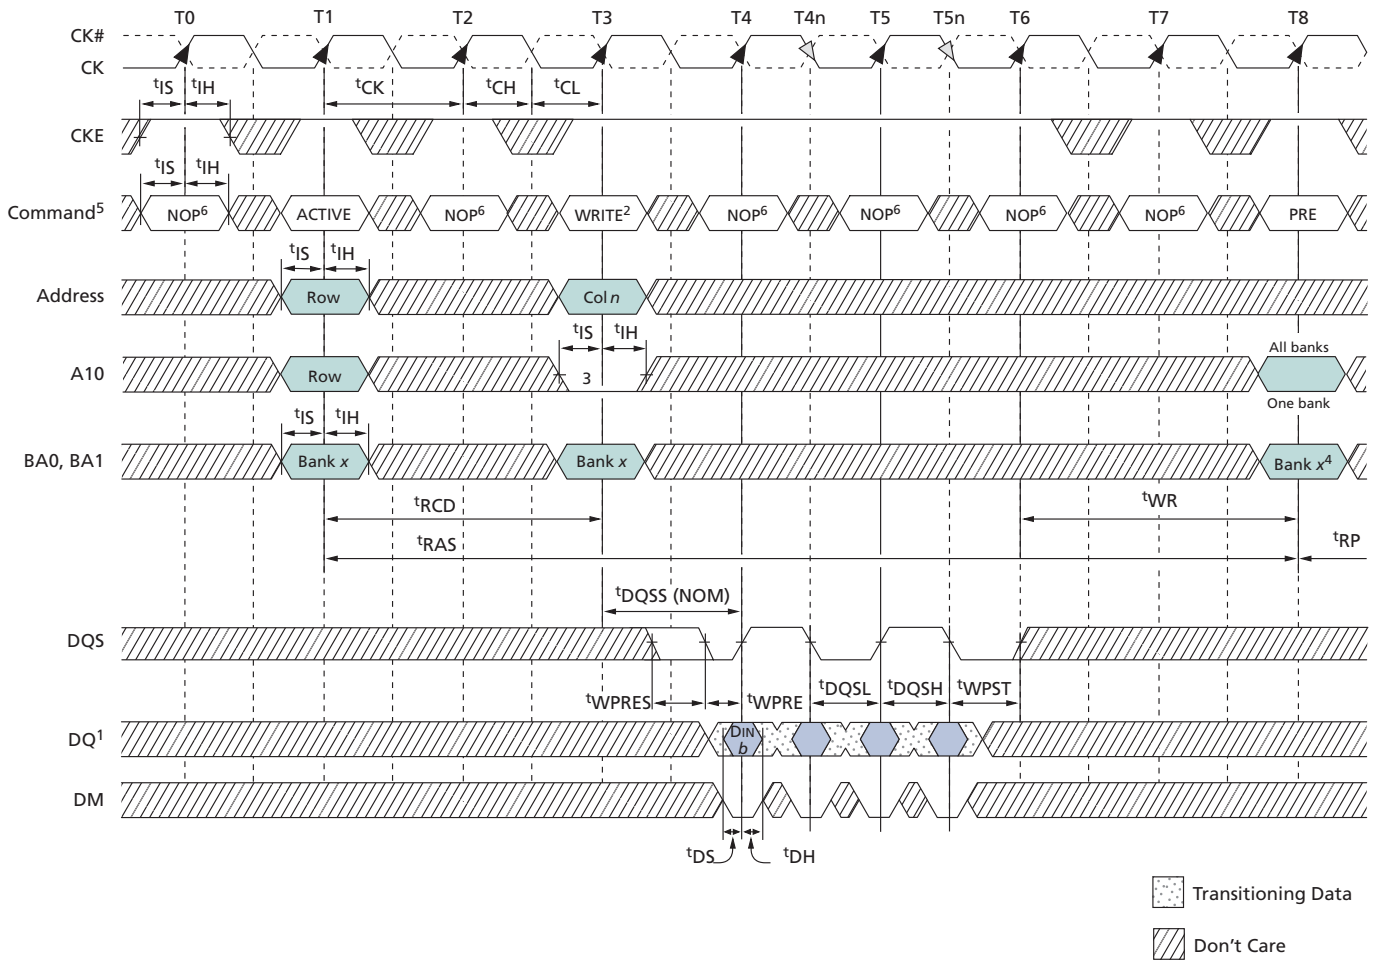 T0 T1 T2 T3 T4 T4n T5 T5n T6 T7 T8
CK#
CK
tIS tIH tCK tCH tCL
CKE
tIS tIH
Command5 NOP6 ACTIVE NOP6 WRITE2 NOP6 NOP6 NOP6 NOP6 PRE
tIS tIH
Address Row Col n
tIS tIH
All banks
A10 Row 3
One bank
tIS tIH
BA0, BA1 Bank x Bank x Bank x4
tRCD tWR
tRAS tRP
tDQSS (NOM)
DQS
tWPRES tWPRE tDQSL tDQSH tWPST
DQ1 DIN
b
DM
tDS tDH
Transitioning Data
Don't Care